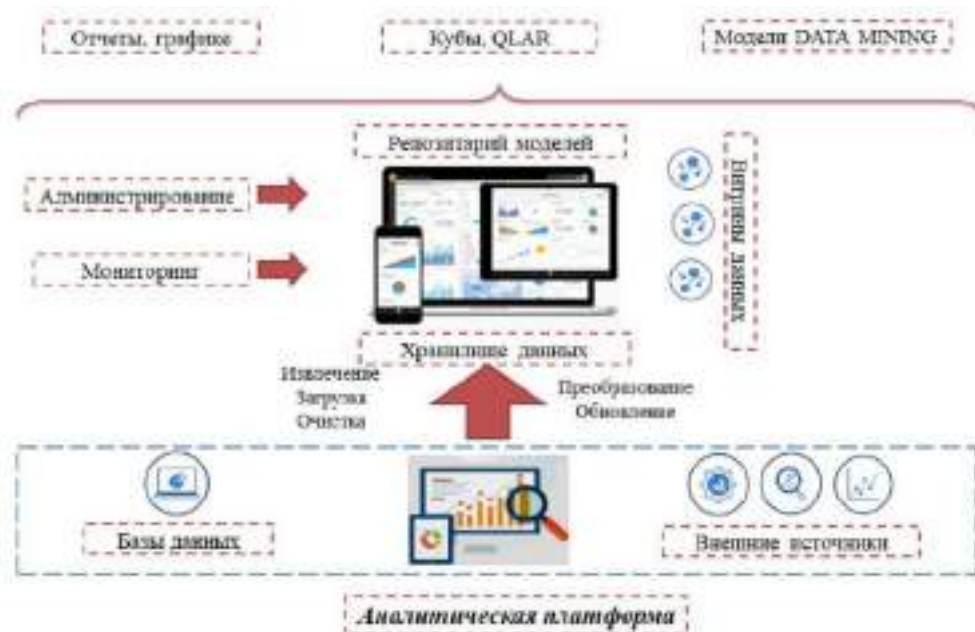 Отчеты, графики
Кубы, QLAR
Модели DATA MINING
Репозитарий моделей
Администрирование
Мониторинг
Витрины данных
Хранилище данных
Извлечение
Загрузка
Очистка
Преобразование
Обновление
Базы данных
Внешние источники
Аналитическая платформа